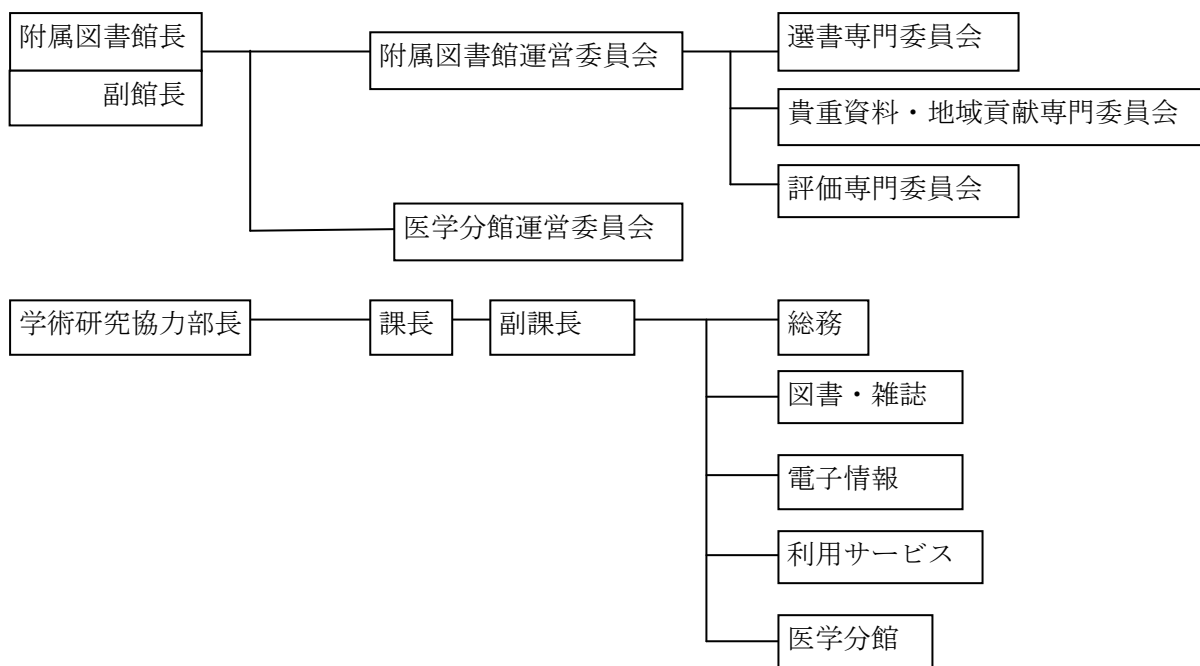 附属図書館長
副館長
附属図書館運営委員会
選書専門委員会
貴重資料・地域貢献専門委員会
評価専門委員会
医学分館運営委員会
学術研究協力部長
課長
副課長
総務
図書・雑誌
電子情報
利用サービス
医学分館